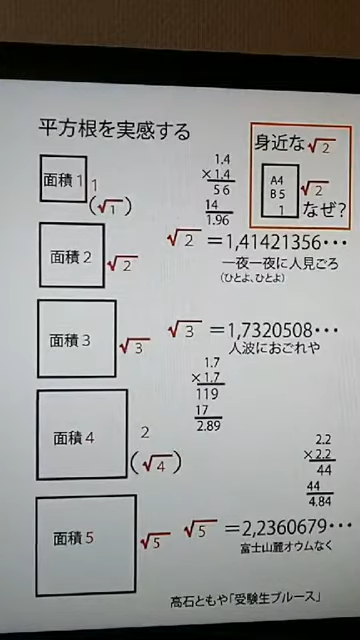 平方根を実感する
身近な√2
A4
B5
1
√2
なぜ?
面積1
1
(√1)
1.4
×1.4
56
14
1.96
面積2
√2
√2=1,41421356･･･
一夜一夜に人見ごろ
(ひとよ、ひとよ)
面積3
√3
√3=1,7320508･･･
人波におごれや
1.7
×1.7
119
17
2.89
面積4
2
(√4)
2.2
×2.2
44
44
4.84
面積5
√5
√5=2,2360679･･･
富士山麓オウムなく
高石ともや「受験生ブルース」